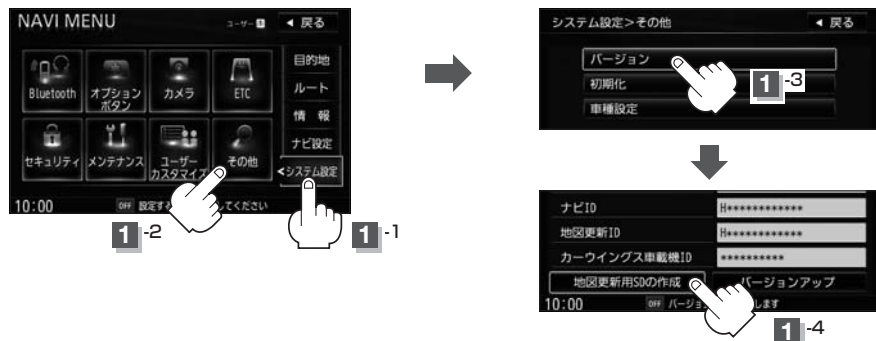 NAVI MENU
ユーザー 1
◀ 戻る
Bluetooth
オプション
ボタン
カメラ
ETC
セキュリティ
メンテナンス
ユーザー
カスタマイズ
その他
目的地
ルート
情 報
ナビ設定
<システム設定
10:00
OFF 設定す
してください
1 -2
1 -1
システム設定>その他
◀ 戻る
バージョン
初期化
車種設定
1 -3
ナビID
H************
地図更新ID
H************
カーウイングス車載機ID
**********
地図更新用SDの作成
バージョンアップ
10:00
OFF バージョ
します
1 -4